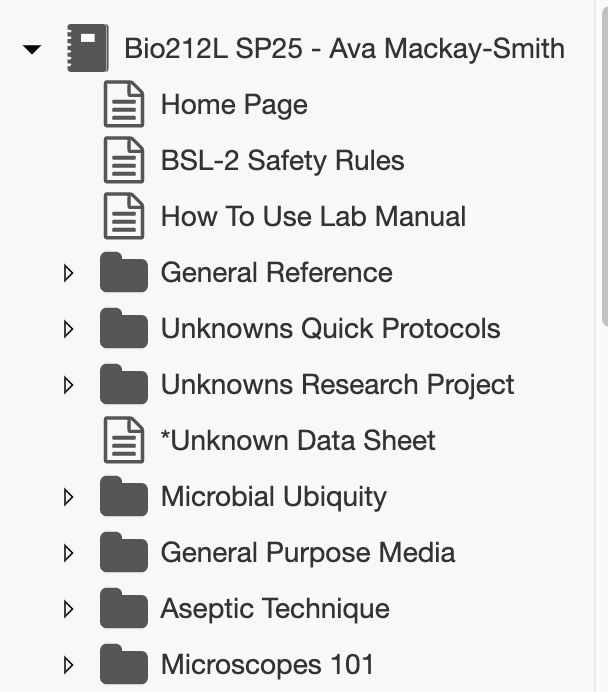 Bio212L SP25 - Ava Mackay-Smith
Home Page
BSL-2 Safety Rules
How To Use Lab Manual
General Reference
Unknowns Quick Protocols
Unknowns Research Project
*Unknown Data Sheet
Microbial Ubiquity
General Purpose Media
Aseptic Technique
Microscopes 101